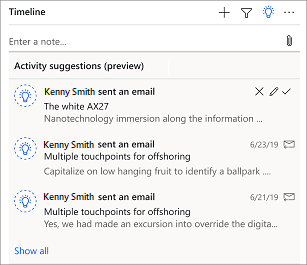 Timeline
Enter a note...
Activity suggestions (preview)
Kenny Smith sent an email
The white AX27
Nanotechnology immersion along the information ...
Kenny Smith sent an email 6/23/19
Multiple touchpoints for offshoring
Capitalize on low hanging fruit to identify a ballpark ....
Kenny Smith sent an email 6/21/19
Multiple touchpoints for offshoring
Yes, we had made an excursion into override the digita...
Show all